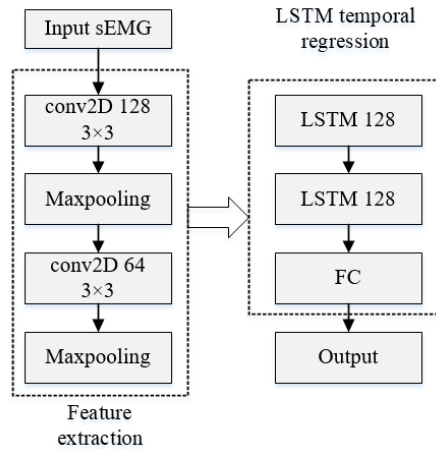 Input sEMG
conv2D 128
3×3
Maxpooling
conv2D 64
3×3
Maxpooling
Feature
extraction
LSTM temporal
regression
LSTM 128
LSTM 128
FC
Output